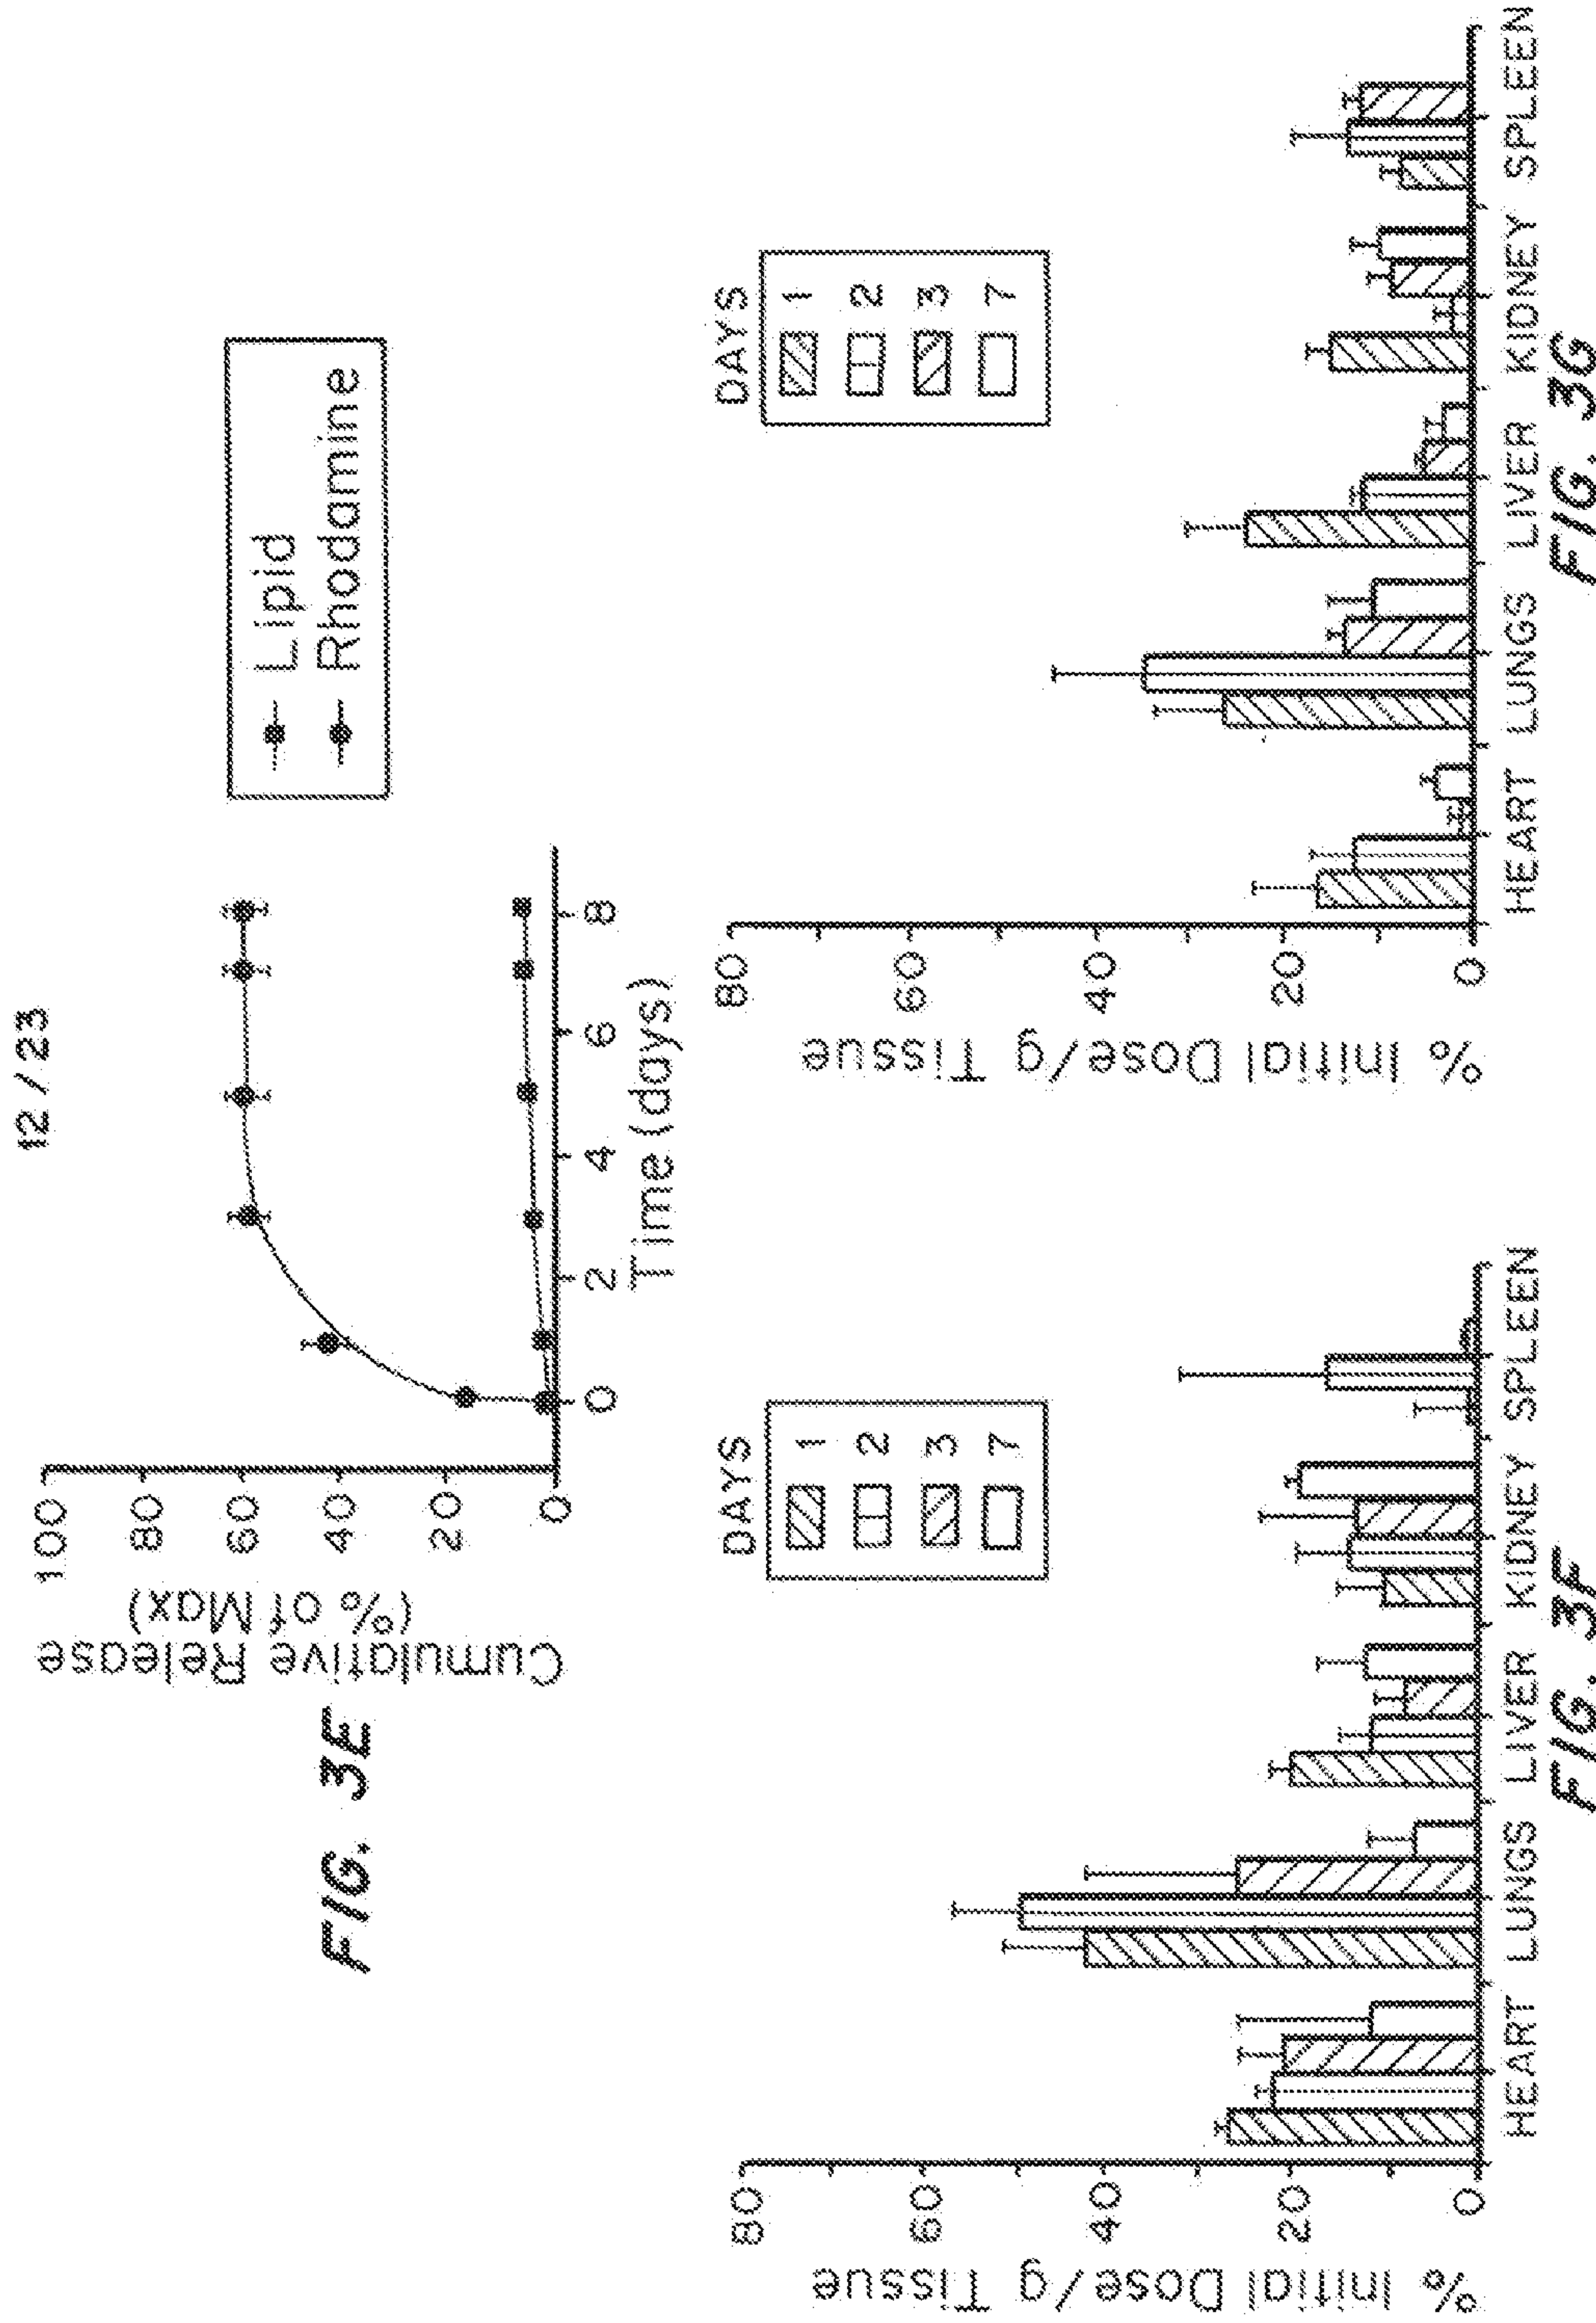 12 / 23
FIG. 3E
Cumulative Release
(% of Max)
100
80
60
40
20
0
0
2
4
6
8
Time (days)
Lipid
Rhodamine
% Initial Dose/g Tissue
80
60
40
20
0
DAYS
1
2
3
7
HEART LUNGS LIVER KIDNEY SPLEEN
FIG. 3F
% Initial Dose/g Tissue
80
60
40
20
0
DAYS
1
2
3
7
HEART LUNGS LIVER KIDNEY SPLEEN
FIG. 3G